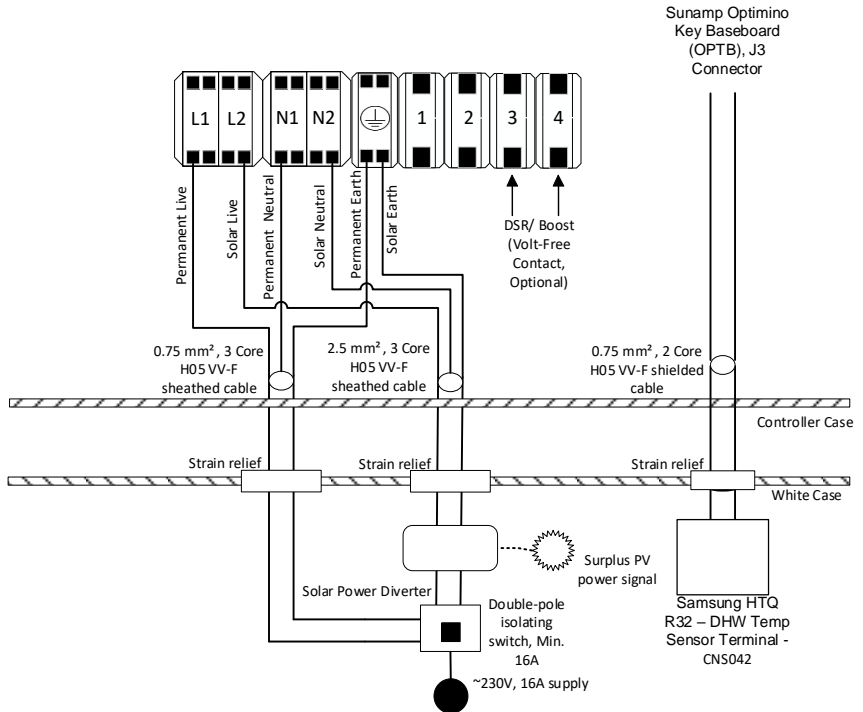 Sunamp Optimino
Key Baseboard
(OPTB), J3
Connector
L1
L2
N1
N2
1
2
3
4
Permanent Live
Solar Live
Permanent Neutral
Solar Neutral
Permanent Earth
Solar Earth
DSR/ Boost
(Volt-Free
Contact,
Optional)
0.75 mm², 3 Core
H05 VV-F
sheathed cable
2.5 mm², 3 Core
H05 VV-F
sheathed cable
0.75 mm², 2 Core
H05 VV-F shielded
cable
Controller Case
Strain relief
Strain relief
Strain relief
White Case
Surplus PV
power signal
Solar Power Diverter
Double-pole
isolating
switch, Min.
16A
~230V, 16A supply
Samsung HTQ
R32 – DHW Temp
Sensor Terminal -
CNS042